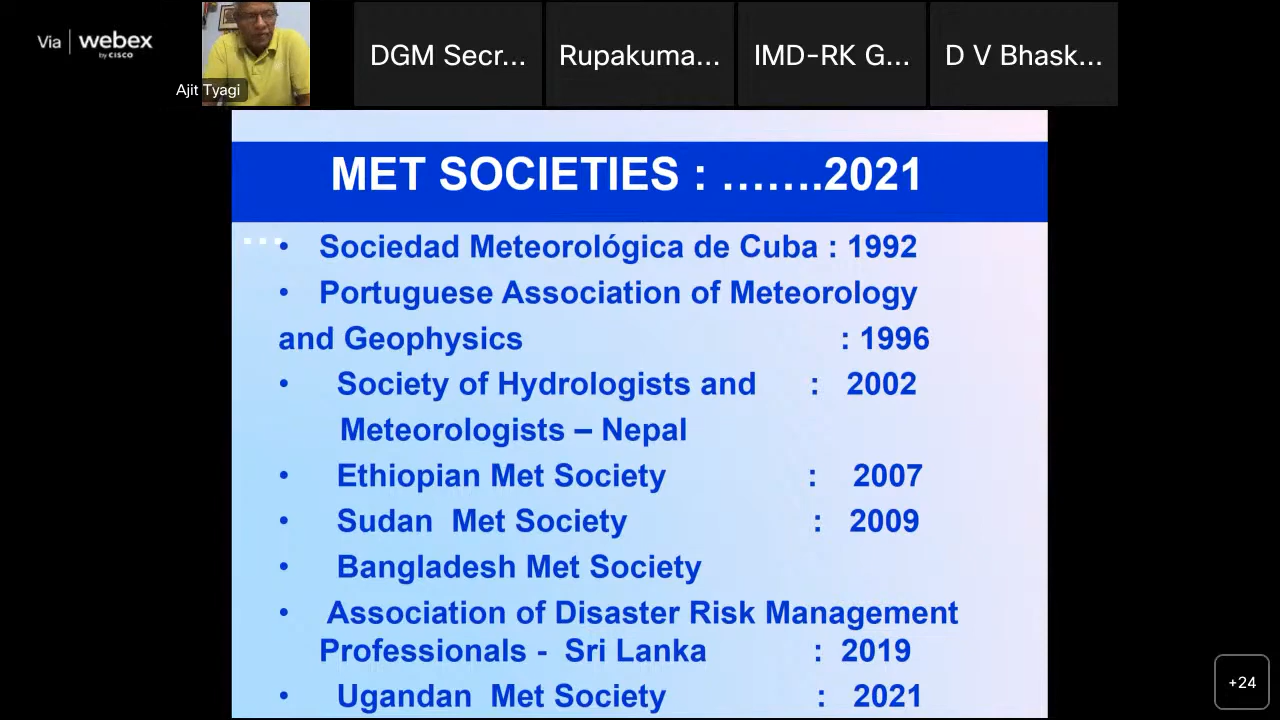 Via webex
by CISCO
Ajit Tyagi
DGM Secr...
Rupakuma...
IMD-RK G...
D V Bhask...
MET SOCIETIES : .......2021
• Sociedad Meteorológica de Cuba : 1992
• Portuguese Association of Meteorology
and Geophysics : 1996
• Society of Hydrologists and : 2002
Meteorologists – Nepal
• Ethiopian Met Society : 2007
• Sudan Met Society : 2009
• Bangladesh Met Society
• Association of Disaster Risk Management
Professionals - Sri Lanka : 2019
• Ugandan Met Society : 2021
+24